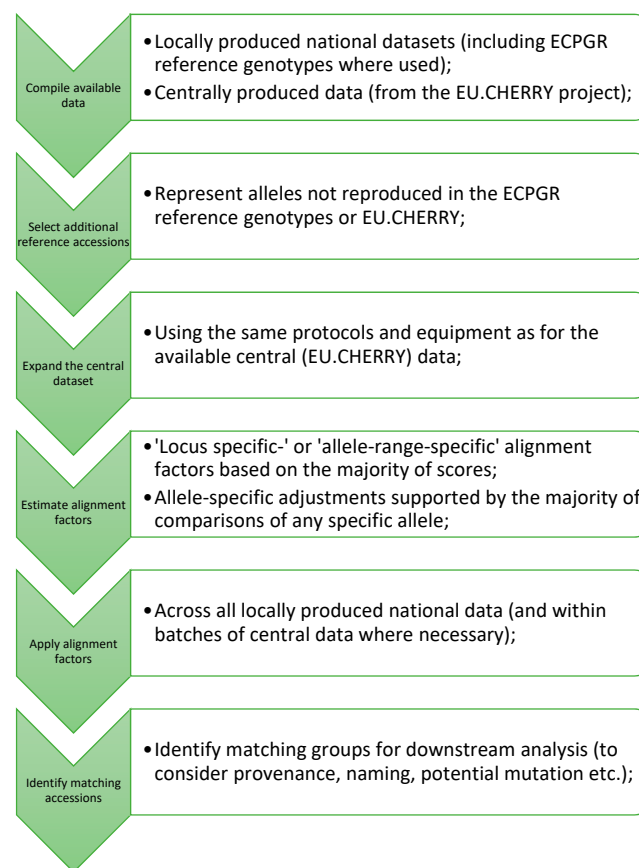 Compile available
data
•Locally produced national datasets (including ECPGR
reference genotypes where used);
•Centrally produced data (from the EU.CHERRY project);
Select additional
reference accessions
•Represent alleles not reproduced in the ECPGR
reference genotypes or EU.CHERRY;
Expand the central
dataset
•Using the same protocols and equipment as for the
available central (EU.CHERRY) data;
Estimate alignment
factors
•'Locus specific-' or 'allele-range-specific' alignment
factors based on the majority of scores;
•Allele-specific adjustments supported by the majority of
comparisons of any specific allele;
Apply alignment
factors
•Across all locally produced national data (and within
batches of central data where necessary);
Identify matching
accessions
•Identify matching groups for downstream analysis (to
consider provenance, naming, potential mutation etc.);